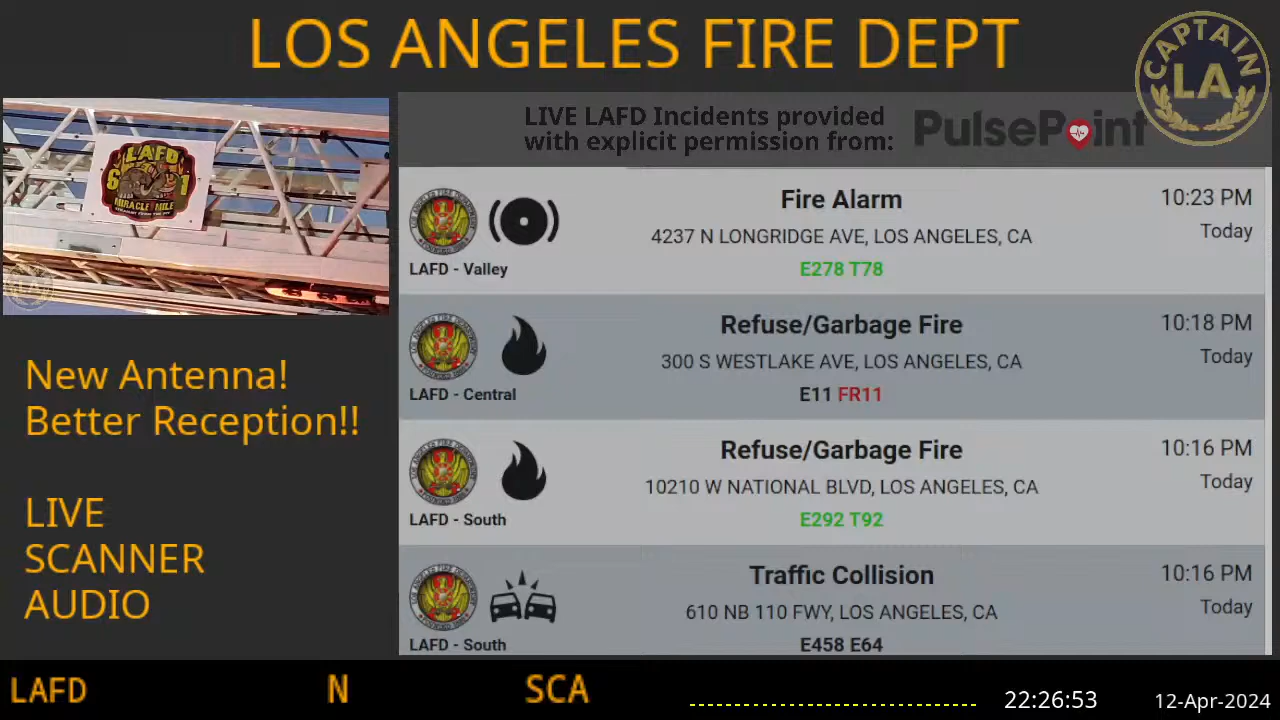 LOS ANGELES FIRE DEPT
CAPTAIN
LA
LIVE LAFD Incidents provided
with explicit permission from:
PulsePoint
LAFD
MIRACLE MILE
Fire Alarm
10:23 PM
4237 N LONGRIDGE AVE, LOS ANGELES, CA
Today
LAFD - Valley
E278 T78
Refuse/Garbage Fire
10:18 PM
300 S WESTLAKE AVE, LOS ANGELES, CA
Today
LAFD - Central
E11 FR11
Refuse/Garbage Fire
10:16 PM
10210 W NATIONAL BLVD, LOS ANGELES, CA
Today
LAFD - South
E292 T92
Traffic Collision
10:16 PM
610 NB 110 FWY, LOS ANGELES, CA
Today
LAFD - South
E458 E64
New Antenna!
Better Reception!!
LIVE
SCANNER
AUDIO
LAFD N SCA
22:26:53
12-Apr-2024